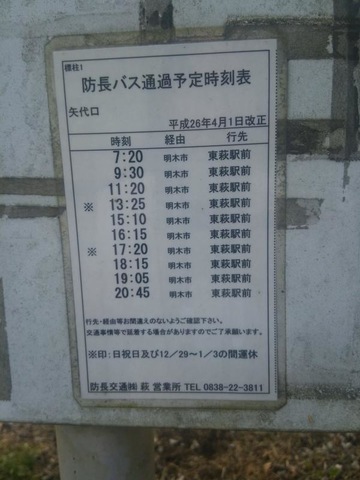 標柱1
防長バス通過予定時刻表
矢代口
平成26年4月1日改正
時刻 経由 行先
7:20 明木市 東萩駅前
9:30 明木市 東萩駅前
11:20 明木市 東萩駅前
※ 13:25 明木市 東萩駅前
15:10 明木市 東萩駅前
16:15 明木市 東萩駅前
※ 17:20 明木市 東萩駅前
18:15 明木市 東萩駅前
19:05 明木市 東萩駅前
20:45 明木市 東萩駅前
行先・経由等お間違えのないようご確認下さい。
交通事情等で延着する場合がありますのでご了承願います。
※印:日祝日及び12/29~1/3の間運休
防長交通㈱ 萩 営業所 TEL 0838-22-3811